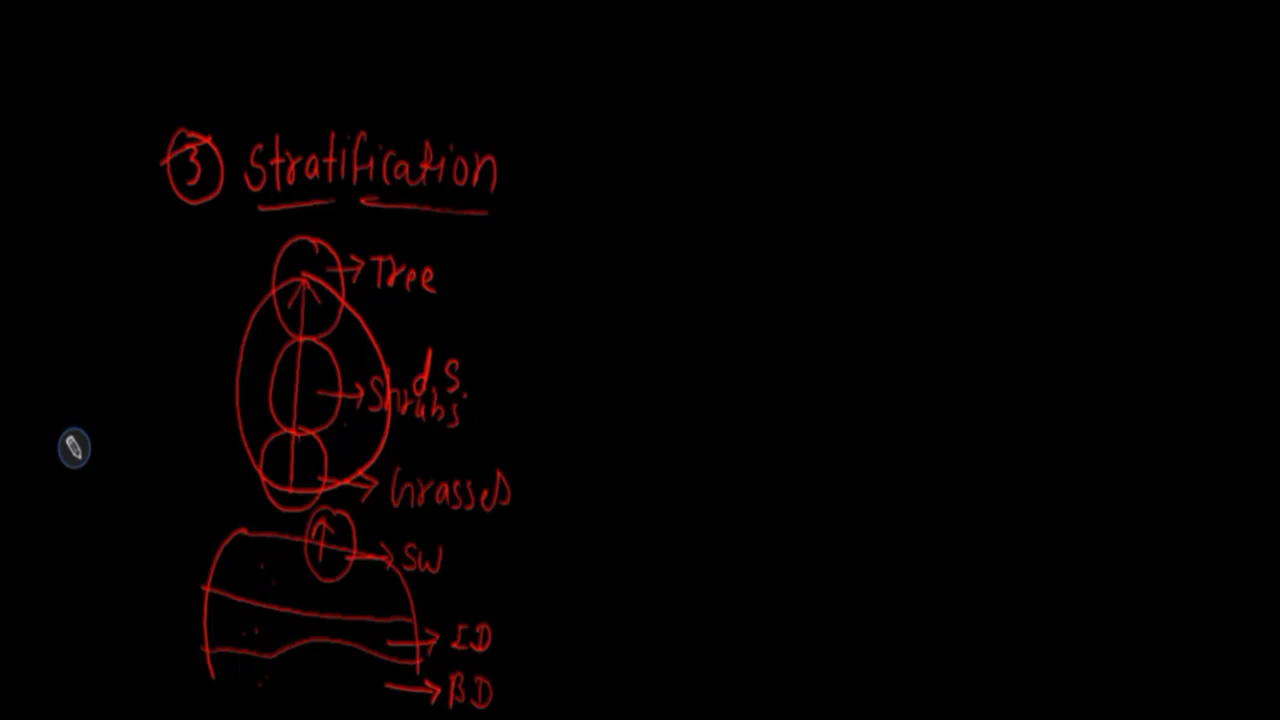 3 Stratification
Tree
d.s.
Shrubs
Grasses
SW
ID
BD